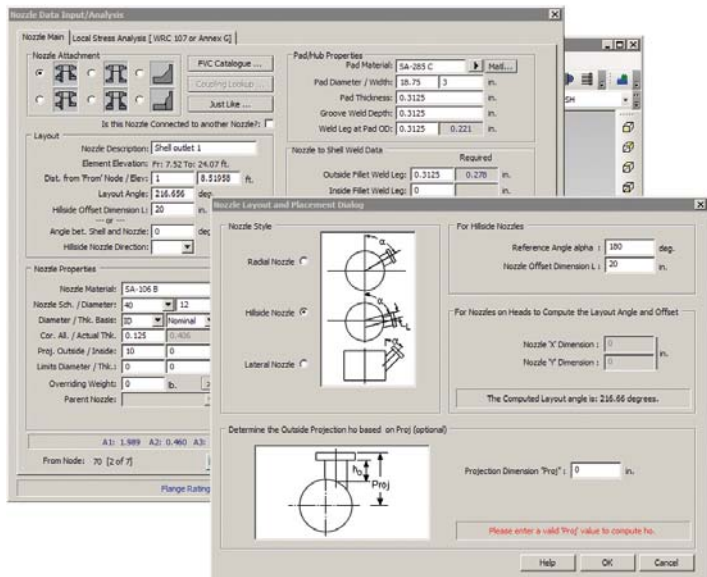 Nozzle Data Input/Analysis
Nozzle Main
Local Stress Analysis [ WRC 107 or Annex G]
Nozzle Attachment
PVC Catalogue ...
Coupling Lookup ...
Just Like ...
Is this Nozzle Connected to another Nozzle?:
Layout
Nozzle Description: Shell outlet 1
Element Elevation: Fr: 7.52 To: 24.07 ft.
Dist. from 'From' Node / Elev: 1 8.51958 ft.
Layout Angle: 216.656 deg.
Hillside Offset Dimension L: 20 in.
--- or ---
Angle bet. Shell and Nozzle: 0 deg
Hillside Nozzle Direction:
Nozzle Properties
Nozzle Material: SA-106 B
Nozzle Sch. / Diameter: 40 12
Diameter / Thk. Basis: ID Nominal
Cor. All. / Actual Thk. 0.125 0.406
Proj. Outside / Inside: 10 0
Limits Diameter / Thk.: 0 0
Overriding Weight: 0 lb.
Parent Nozzle:
A1: 1.989 A2: 0.460 A3:
From Node: 70 [2 of 7]
Flange Rating
Pad/Hub Properties
Pad Material: SA-285 C Matl...
Pad Diameter / Width: 18.75 3 in.
Pad Thickness: 0.3125 in.
Groove Weld Depth: 0.3125 in.
Weld Leg at Pad OD: 0.3125 0.221 in.
Nozzle to Shell Weld Data
Required
Outside Fillet Weld Leg: 0.3125 0.278 in.
Inside Fillet Weld Leg: 0 in.
SH
Nozzle Layout and Placement Dialog
Nozzle Style
Radial Nozzle
Hillside Nozzle
Lateral Nozzle
α
α
L
α
For Hillside Nozzles
Reference Angle alpha : 180 deg.
Nozzle Offset Dimension L : 20 in.
For Nozzles on Heads to Compute the Layout Angle and Offset
Nozzle 'X' Dimension : 0
Nozzle 'Y' Dimension : 0
in.
The Computed Layout angle is: 216.66 degrees.
Determine the Outside Projection ho based on Proj (optional)
ho
Proj
Projection Dimension "Proj" : 0 in.
Please enter a valid 'Proj' value to compute ho.
Help
OK
Cancel